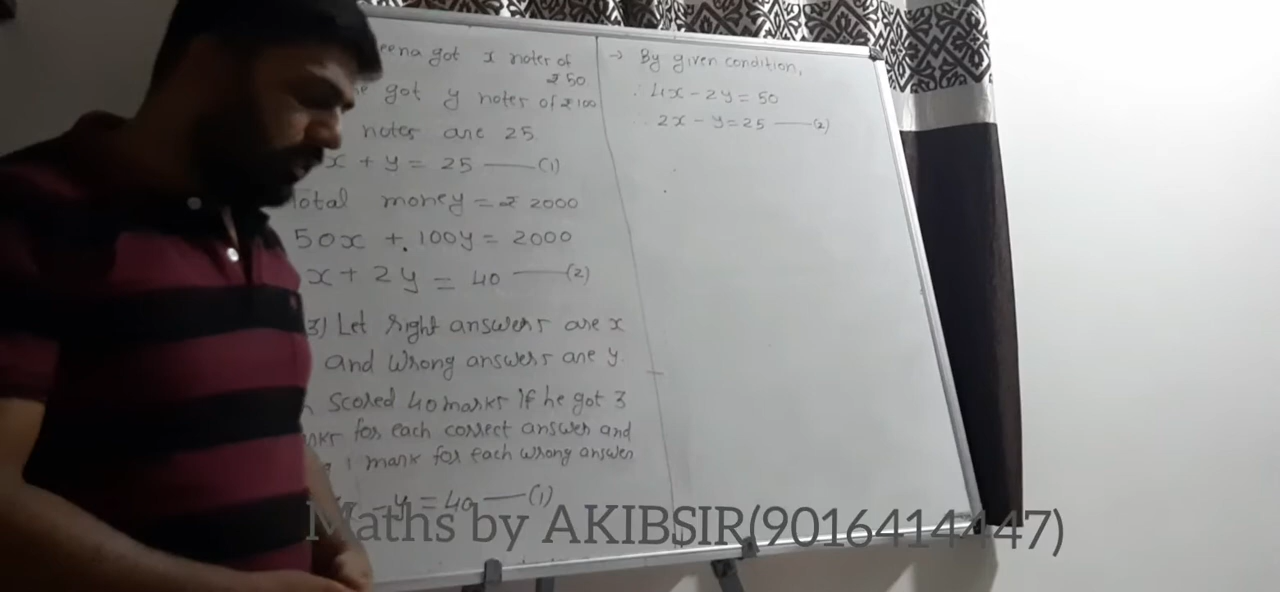 eena got x notes of
₹50
got y notes of ₹100
notes are 25
x + y = 25 —— (1)
Total money = ₹ 2000
50x + 100y = 2000
x + 2y = 40 —— (2)
3) Let right answers are x
and wrong answers are y.
scored 40 marks if he got 3
for each correct answer and
1 mark for each wrong answer
- y = 40 —— (1)
→ By given condition,
∴ 4x - 2y = 50
∴ 2x - y = 25 —— (2)
Maths by AKIBSIR(9016414447)